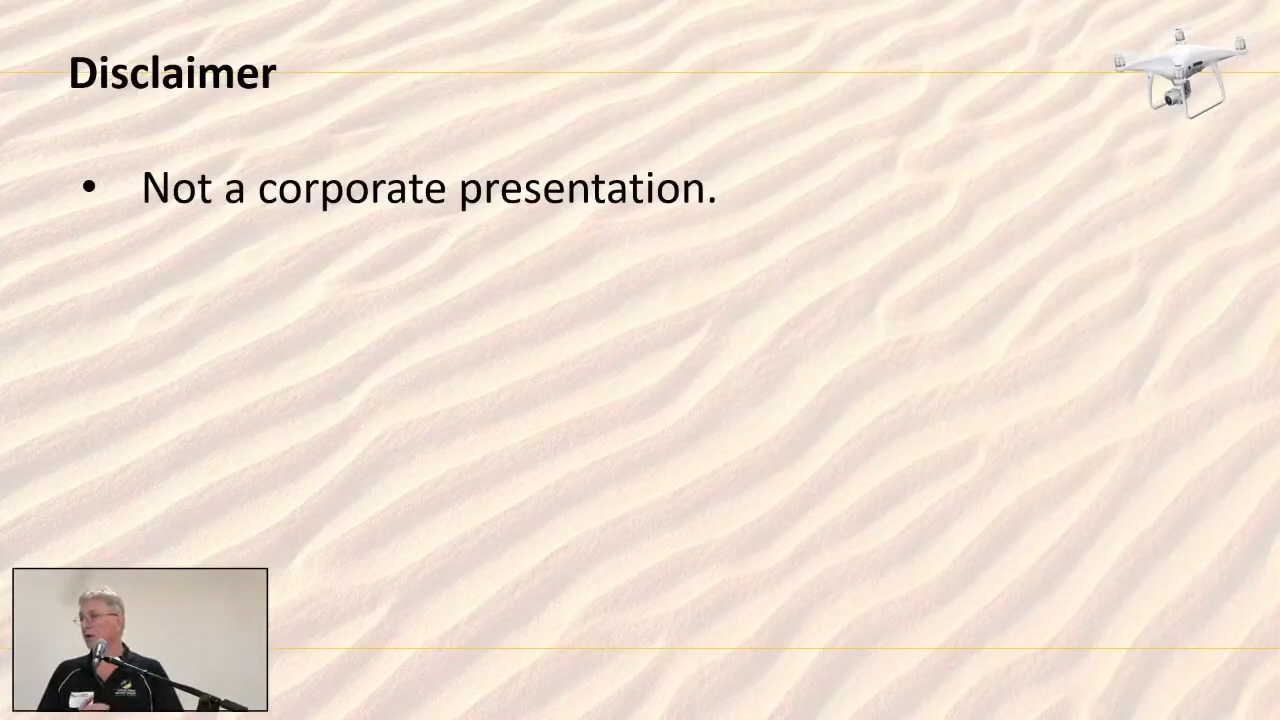 Disclaimer
• Not a corporate presentation.